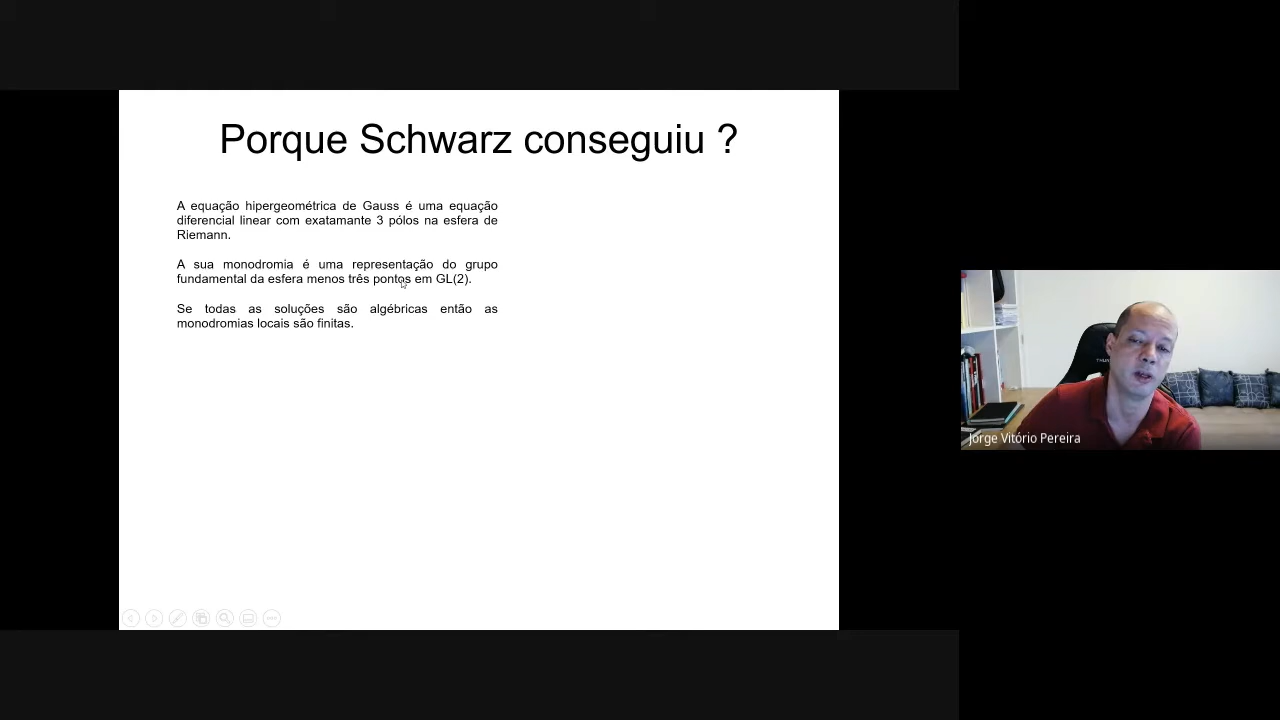 Porque Schwarz conseguiu ?
A equação hipergeométrica de Gauss é uma equação
diferencial linear com exatamante 3 pólos na esfera de
Riemann.
A sua monodromia é uma representação do grupo
fundamental da esfera menos três pontos em GL(2).
Se todas as soluções são algébricas então as
monodromias locais são finitas.
Jorge Vitório Pereira